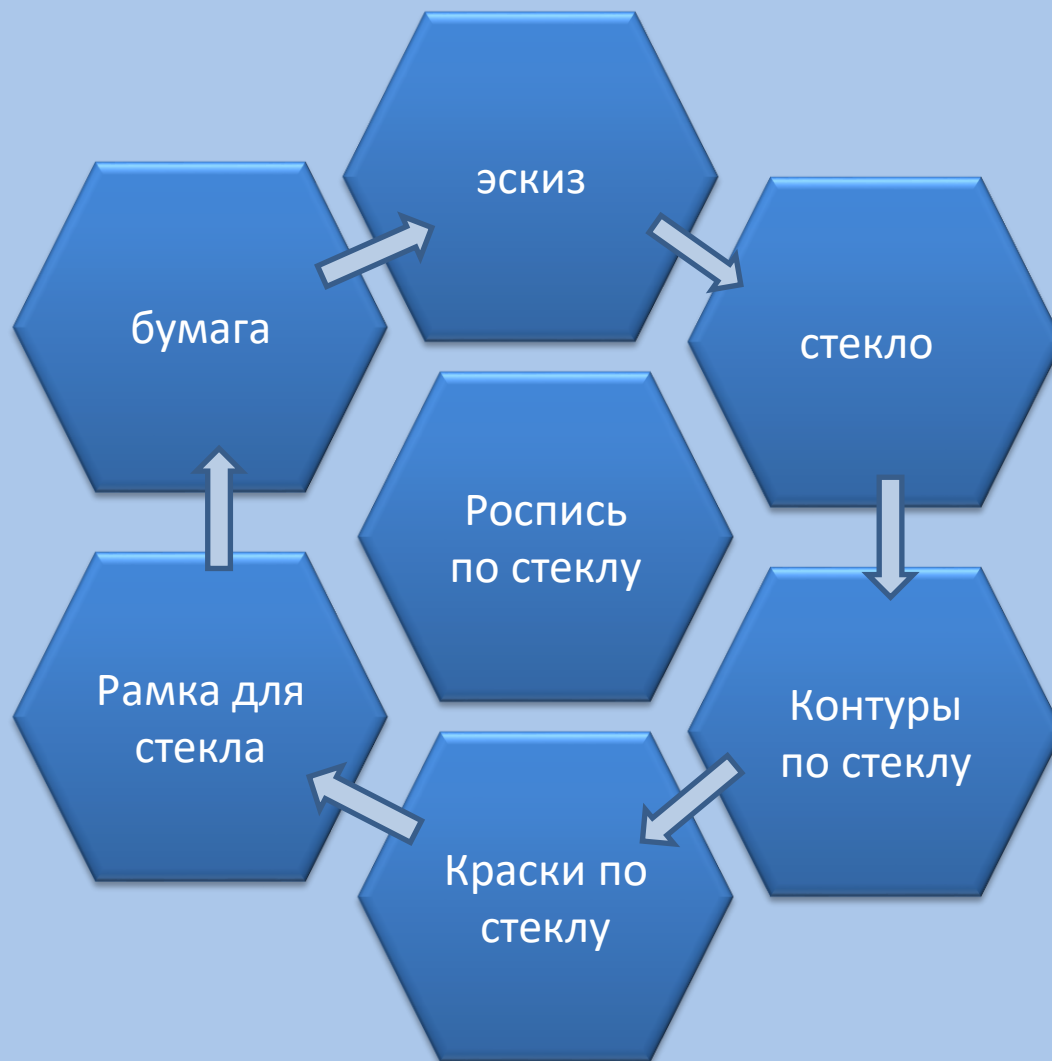 эскиз
бумага
стекло
Роспись
по стеклу
Рамка для
стекла
Контуры
по стеклу
Краски по
стеклу